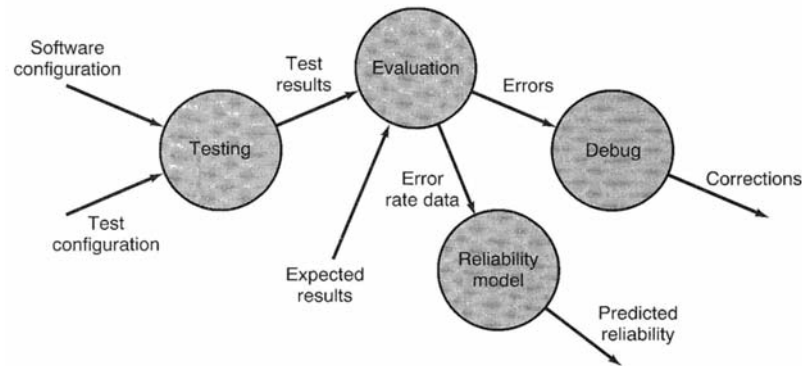 Software
configuration
Test
results
Evaluation
Errors
Testing
Debug
Test
configuration
Error
rate data
Corrections
Expected
results
Reliability
model
Predicted
reliability